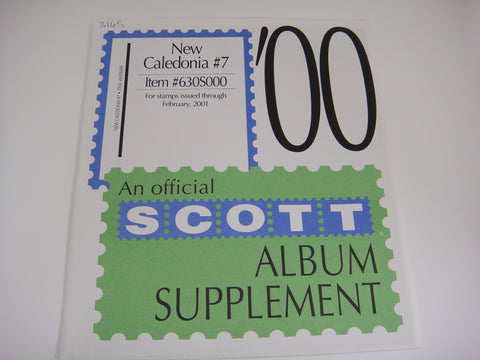 3165
New
Caledonia #7
Item #630S000
For stamps issued through
February, 2001
'00
An official
SCOTT
ALBUM
SUPPLEMENT